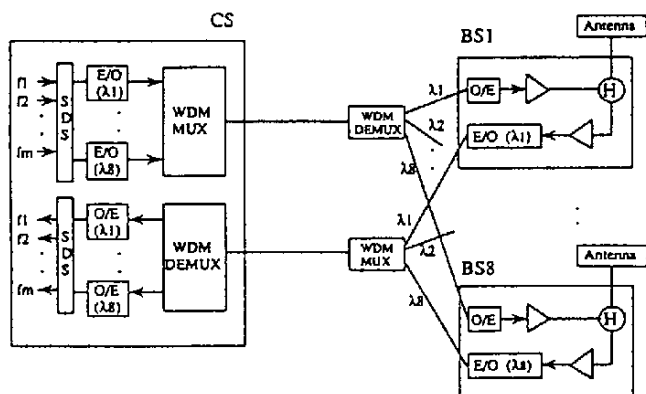 CS
f1
f2
fm
S
D
S
E/O
(λ1)
E/O
(λ8)
WDM
MUX
f1
f2
fm
S
D
S
O/E
(λ1)
O/E
(λ8)
WDM
DEMUX
WDM
DEMUX
λ1
λ2
λ8
WDM
MUX
λ1
λ2
λ8
Antenna
BS1
O/E
H
E/O (λ1)
Antenna
BS8
O/E
H
E/O (λ8)